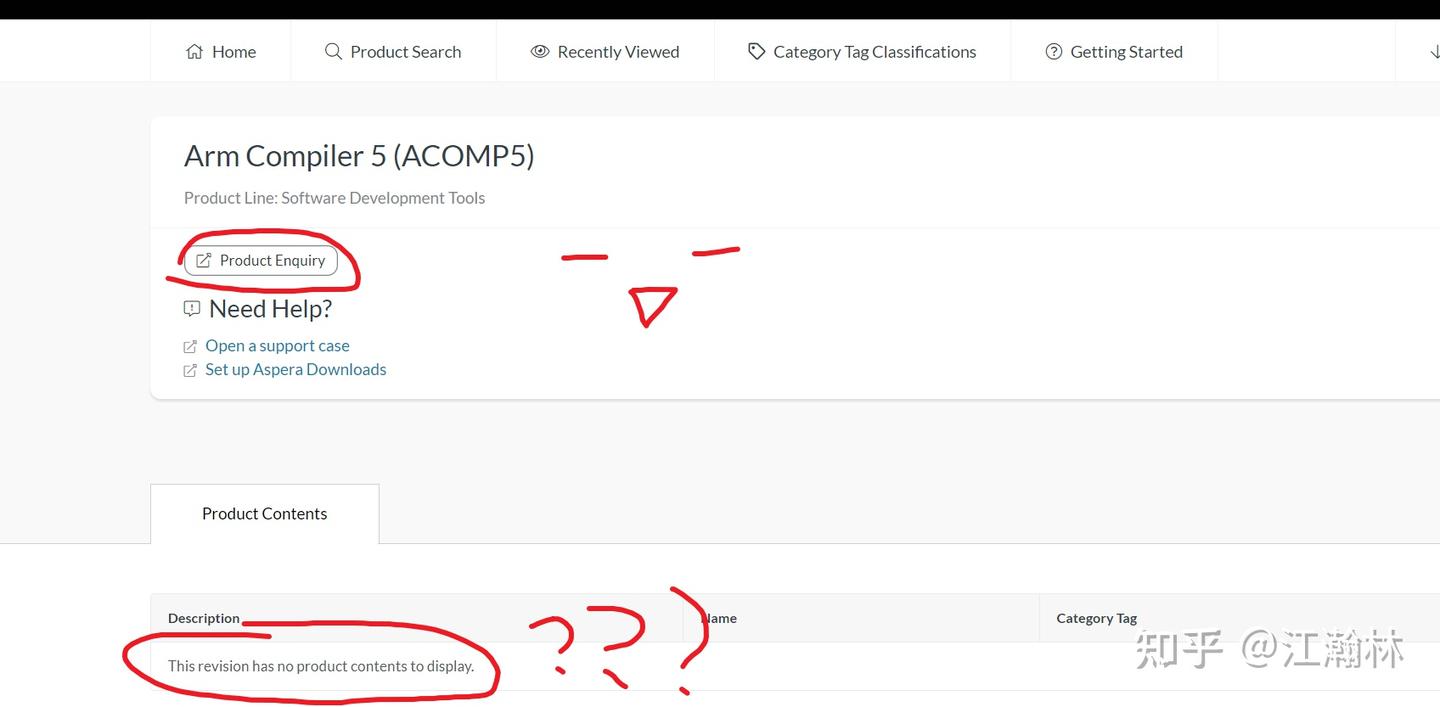 Home Product Search Recently Viewed Category Tag Classifications Getting Started
Arm Compiler 5 (ACOMP5)
Product Line: Software Development Tools
Product Enquiry
Need Help?
Open a support case
Set up Aspera Downloads
Product Contents
Description Name Category Tag
This revision has no product contents to display.
???
知乎 @江瀚林